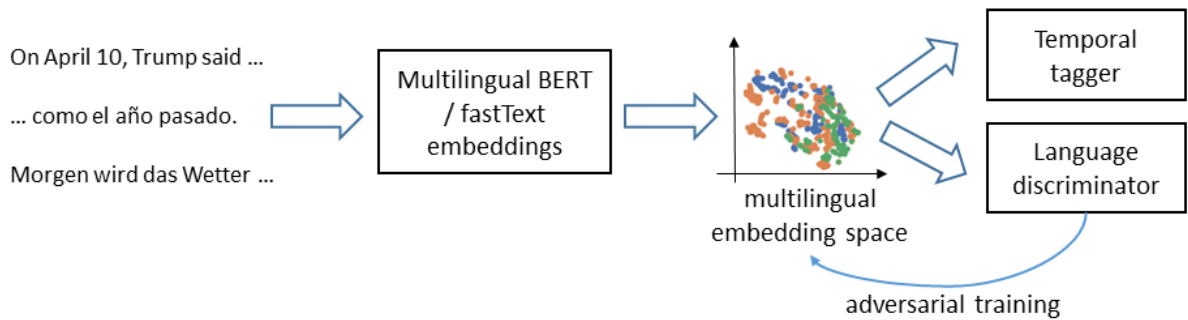 On April 10, Trump said ...
... como el año pasado.
Morgen wird das Wetter ...
Multilingual BERT
/ fastText
embeddings
multilingual
embedding space
Temporal
tagger
Language
discriminator
adversarial training